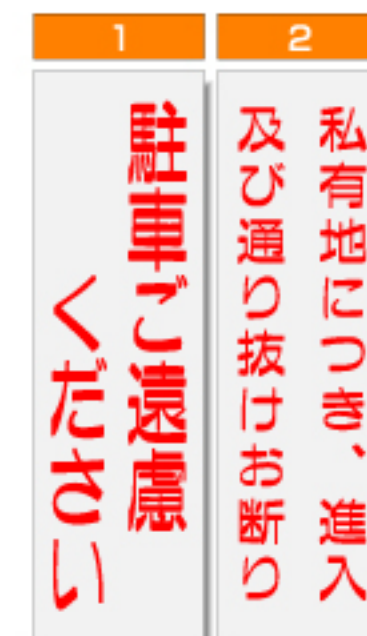 1
駐車ご遠慮
ください
2
私有地につき、進入
及び通り抜けお断り